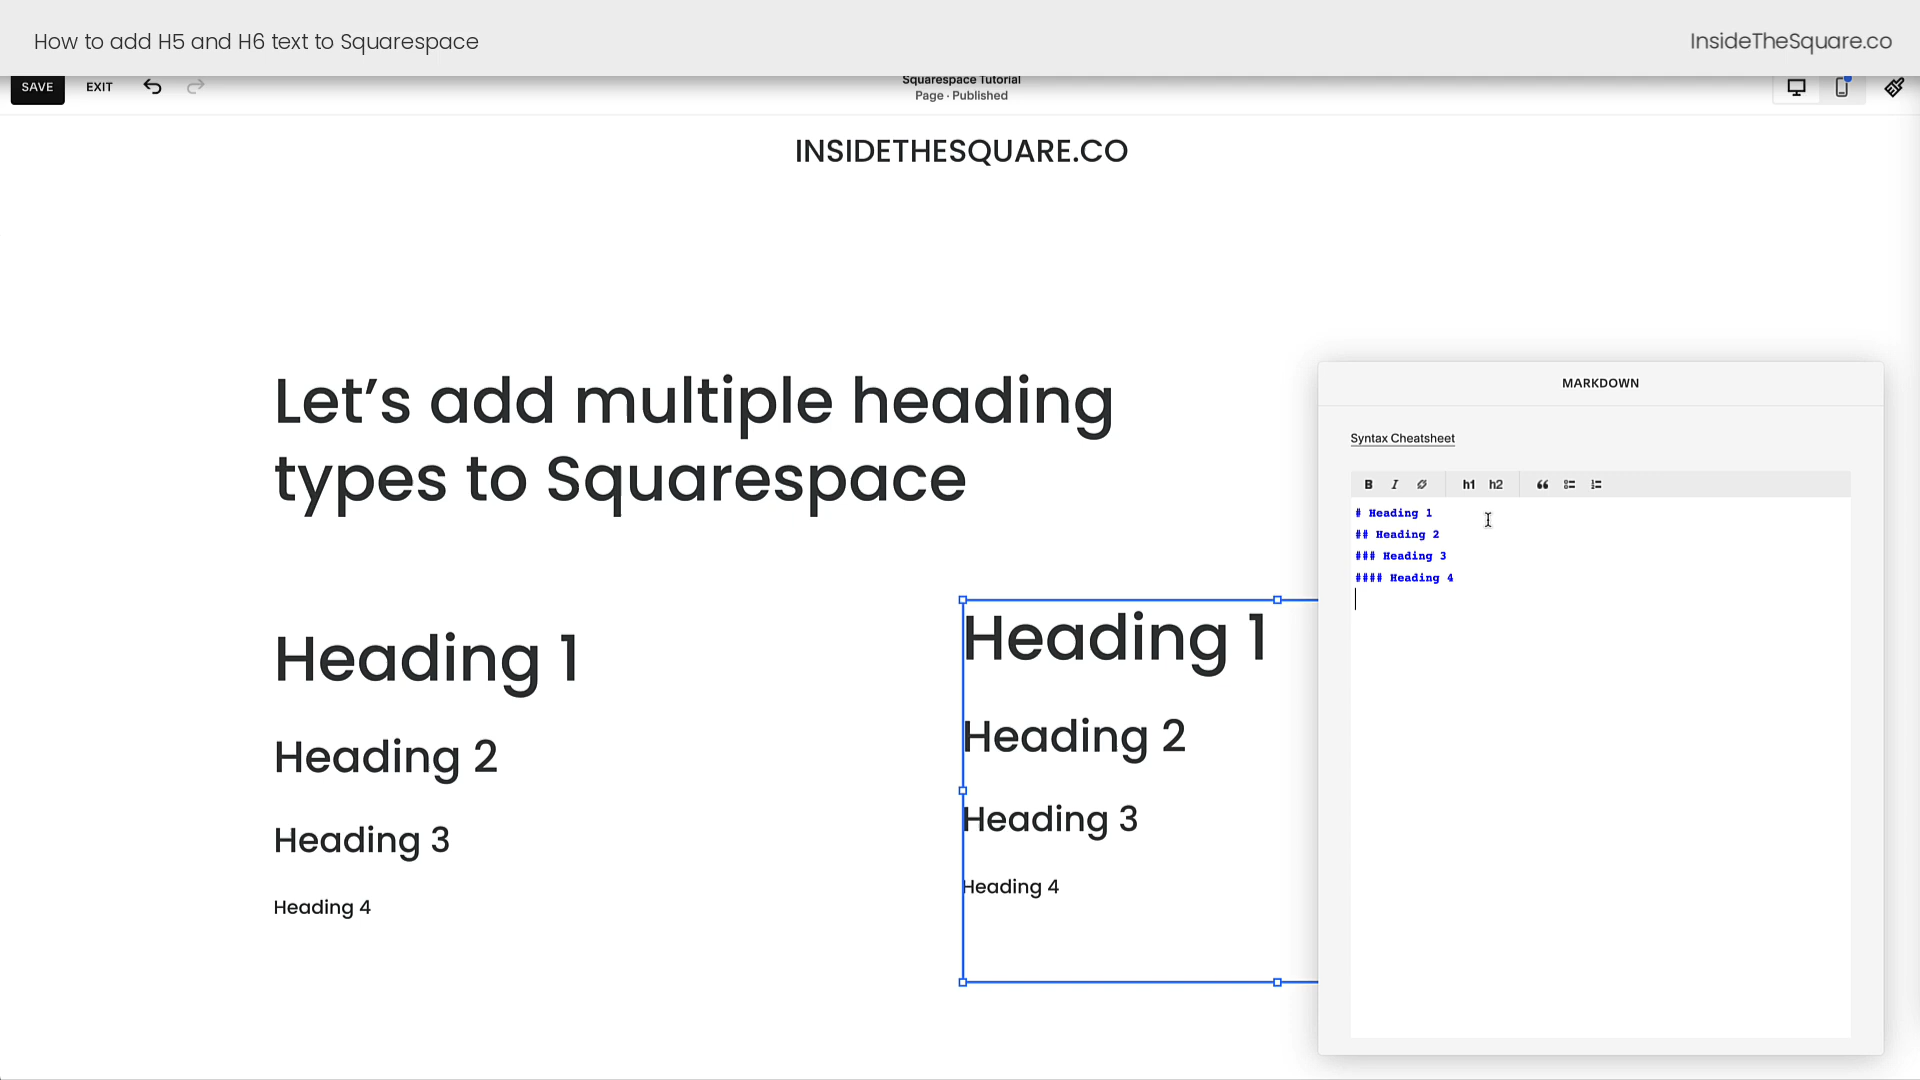 How to add H5 and H6 text to Squarespace
InsideTheSquare.co
SAVE
EXIT
Squarespace Tutorial
Page · Published
INSIDETHESQUARE.CO
Let’s add multiple heading
types to Squarespace
Heading 1
Heading 2
Heading 3
Heading 4
Heading 1
Heading 2
Heading 3
Heading 4
MARKDOWN
Syntax Cheatsheet
B I h1 h2
# Heading 1
## Heading 2
### Heading 3
#### Heading 4